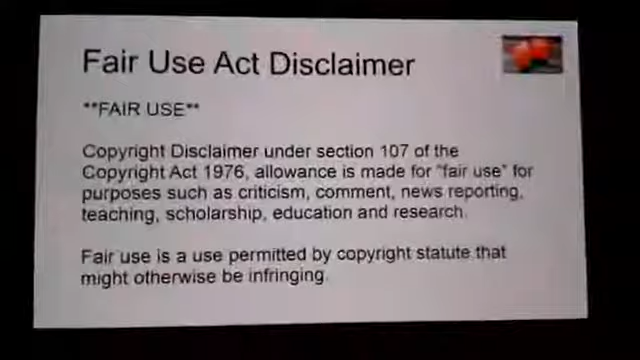 Fair Use Act Disclaimer
**FAIR USE**
Copyright Disclaimer under section 107 of the
Copyright Act 1976, allowance is made for "fair use" for
purposes such as criticism, comment, news reporting,
teaching, scholarship, education and research.
Fair use is a use permitted by copyright statute that
might otherwise be infringing.